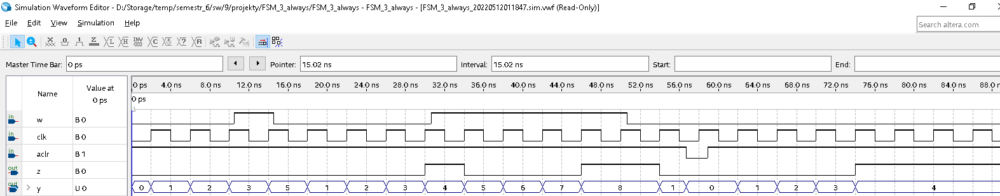 Simulation Waveform Editor - D:/Storage/temp/semestr_6/sw/9/projekty/FSM_3_always/FSM_3_always - FSM_3_always - [FSM_3_always_20220512011847.sim.vwf (Read-Only)]
File Edit View Simulation Help
Search altera.com
Master Time Bar: 0 ps Pointer: 15.02 ns Interval: 15.02 ns Start: End:
Name Value at 0 ps
0 ps 4.0 ns 8.0 ns 12.0 ns 16.0 ns 20.0 ns 24.0 ns 28.0 ns 32.0 ns 36.0 ns 40.0 ns 44.0 ns 48.0 ns 52.0 ns 56.0 ns 60.0 ns 64.0 ns 68.0 ns 72.0 ns 76.0 ns 80.0 ns 84.0 ns 88.0 n
0 ps
in w B 0
in clk B 0
in aclr B 1
out z B 0
out > y U 0 0 1 2 3 5 1 2 3 4 5 6 7 8 1 0 1 2 3 4